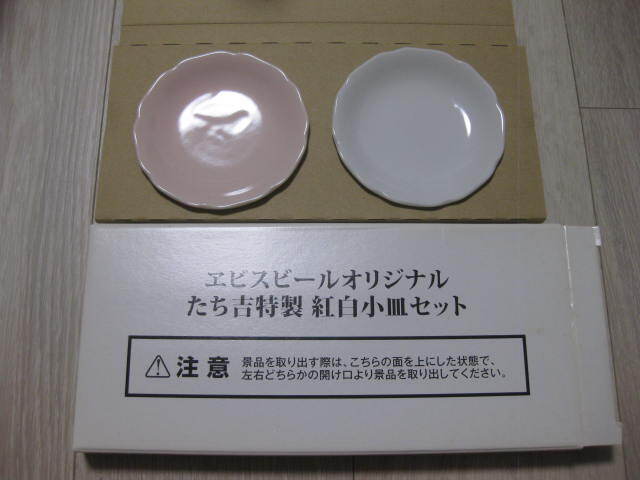 ヱビスビールオリジナル
たち吉特製 紅白小皿セット
注意
景品を取り出す際は、こちらの面を上にした状態で、
左右どちらかの開け口より景品を取り出してください。